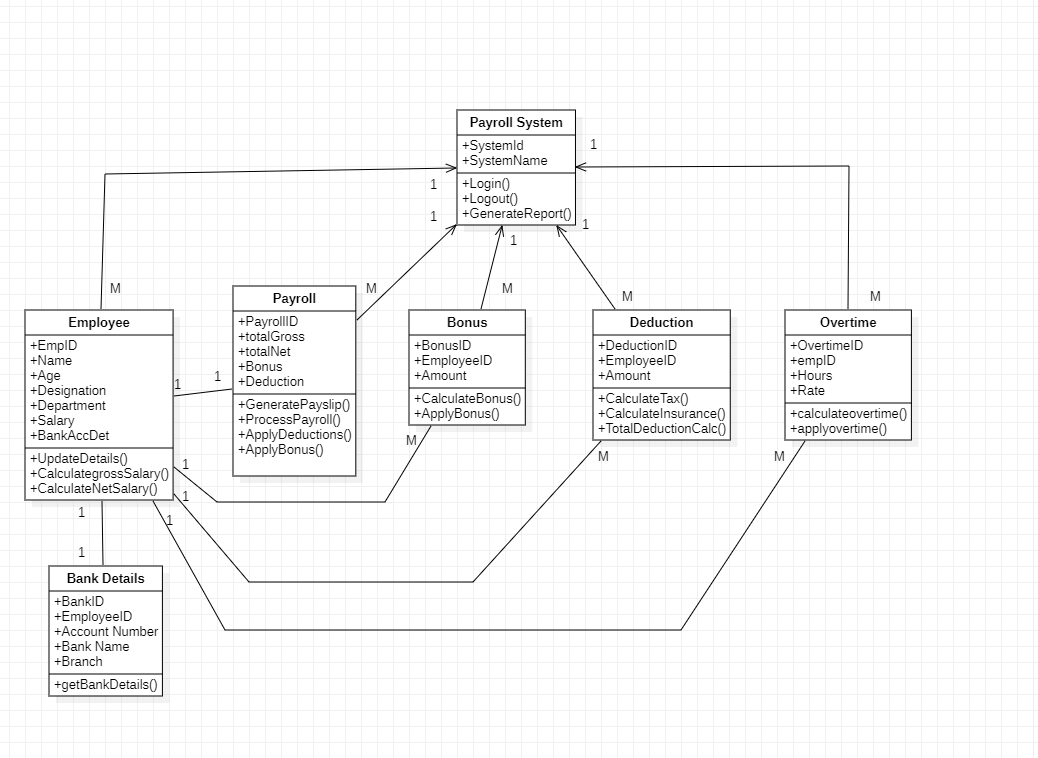 Payroll System
+SystemId
+SystemName
+Login()
+Logout()
+GenerateReport()
1
1
1
1
1
M
M
M
M
M
Employee
+EmpID
+Name
+Age
+Designation
+Department
+Salary
+BankAccDet
+UpdateDetails()
+CalculategrossSalary()
+CalculateNetSalary()
Payroll
+PayrollID
+totalGross
+totalNet
+Bonus
+Deduction
+GeneratePayslip()
+ProcessPayroll()
+ApplyDeductions()
+ApplyBonus()
Bonus
+BonusID
+EmployeeID
+Amount
+CalculateBonus()
+ApplyBonus()
Deduction
+DeductionID
+EmployeeID
+Amount
+CalculateTax()
+CalculateInsurance()
+TotalDeductionCalc()
Overtime
+OvertimeID
+empID
+Hours
+Rate
+calculateovertime()
+applyovertime()
1
1
M
M
M
1
1
1
1
1
Bank Details
+BankID
+EmployeeID
+Account Number
+Bank Name
+Branch
+getBankDetails()